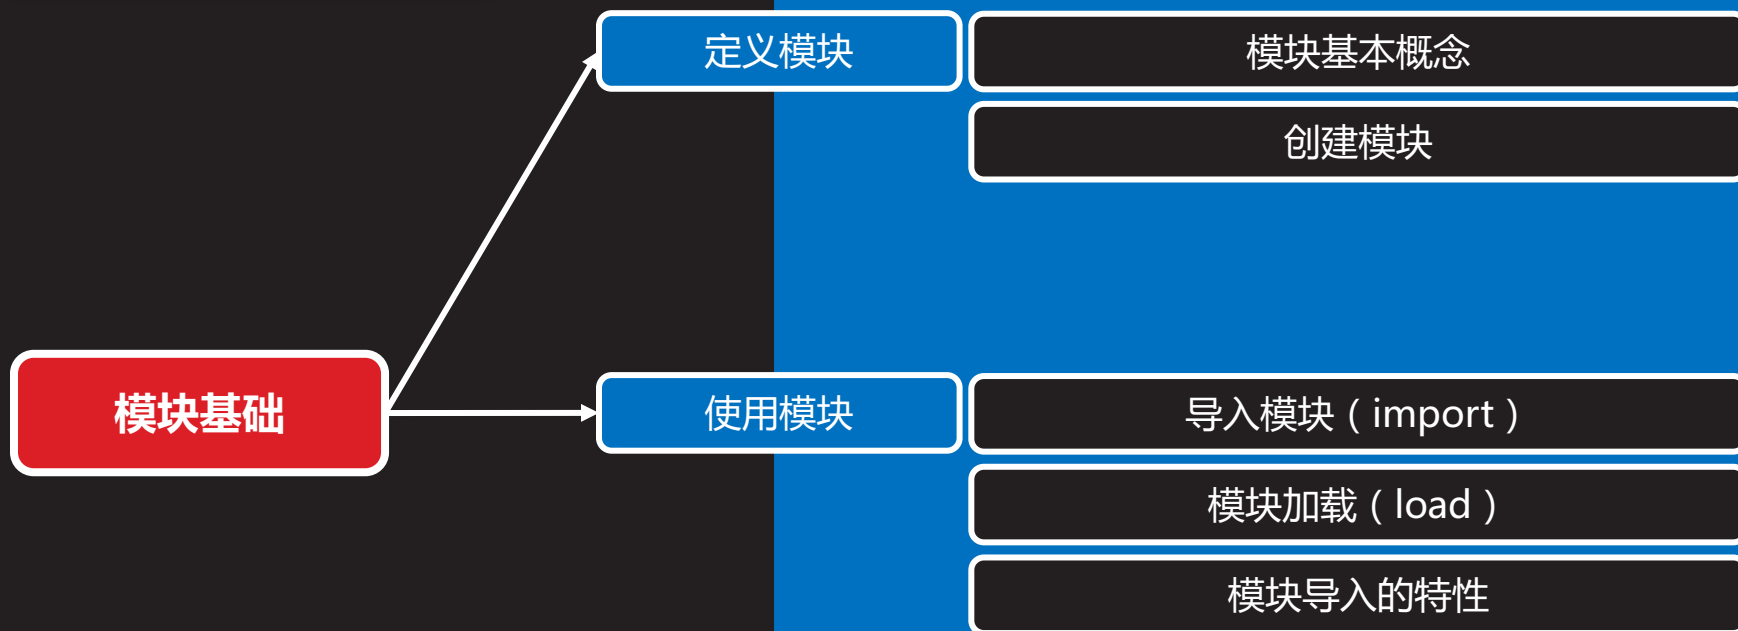 定义模块
模块基本概念
创建模块
模块基础
使用模块
导入模块（import）
模块加载（load）
模块导入的特性